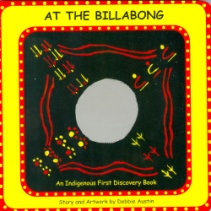 AT THE BILLABONG
An Indigenous First Discovery Book
Story and Artwork by Debbie Austin